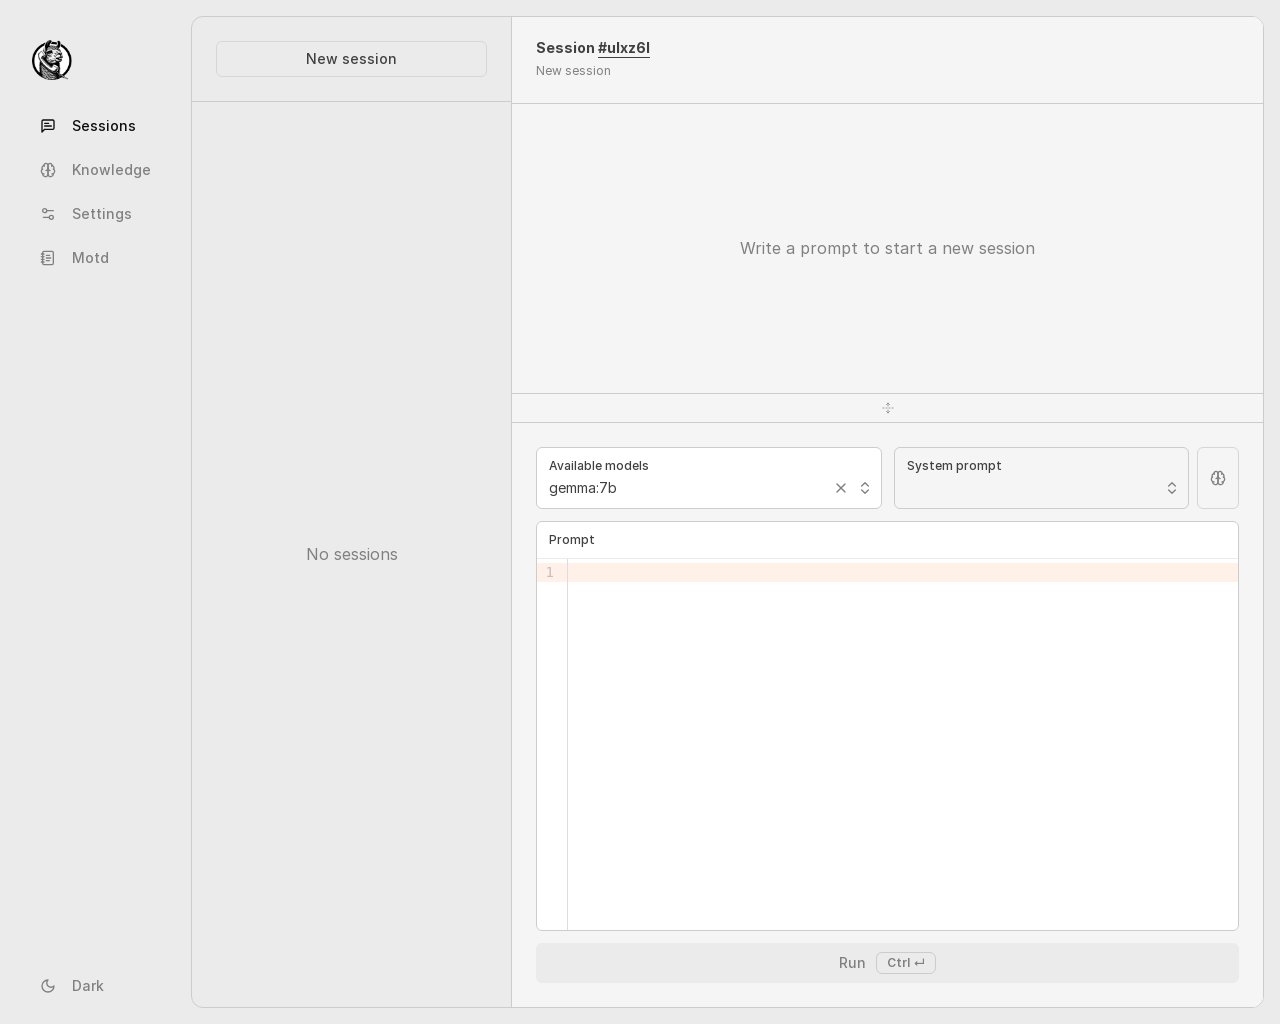 Sessions
Knowledge
Settings
Motd
Dark
New session
No sessions
Session #ulxz6l
New session
Write a prompt to start a new session
Available models
gemma:7b
System prompt
Prompt
1
Run Ctrl ↵